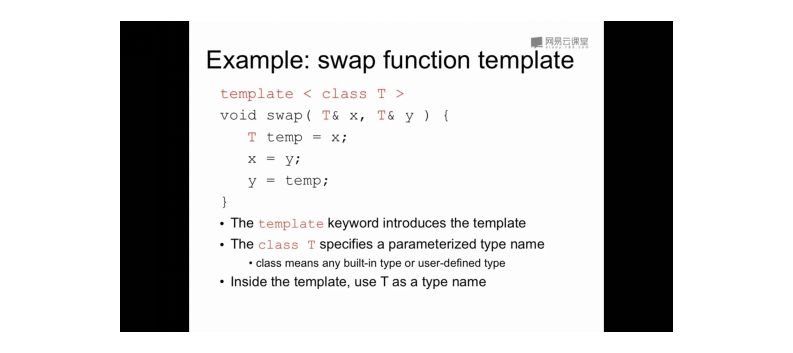 网易云课堂
Example: swap function template
template < class T >
void swap( T& x, T& y ) {
T temp = x;
x = y;
y = temp;
}
• The template keyword introduces the template
• The class T specifies a parameterized type name
• class means any built-in type or user-defined type
• Inside the template, use T as a type name